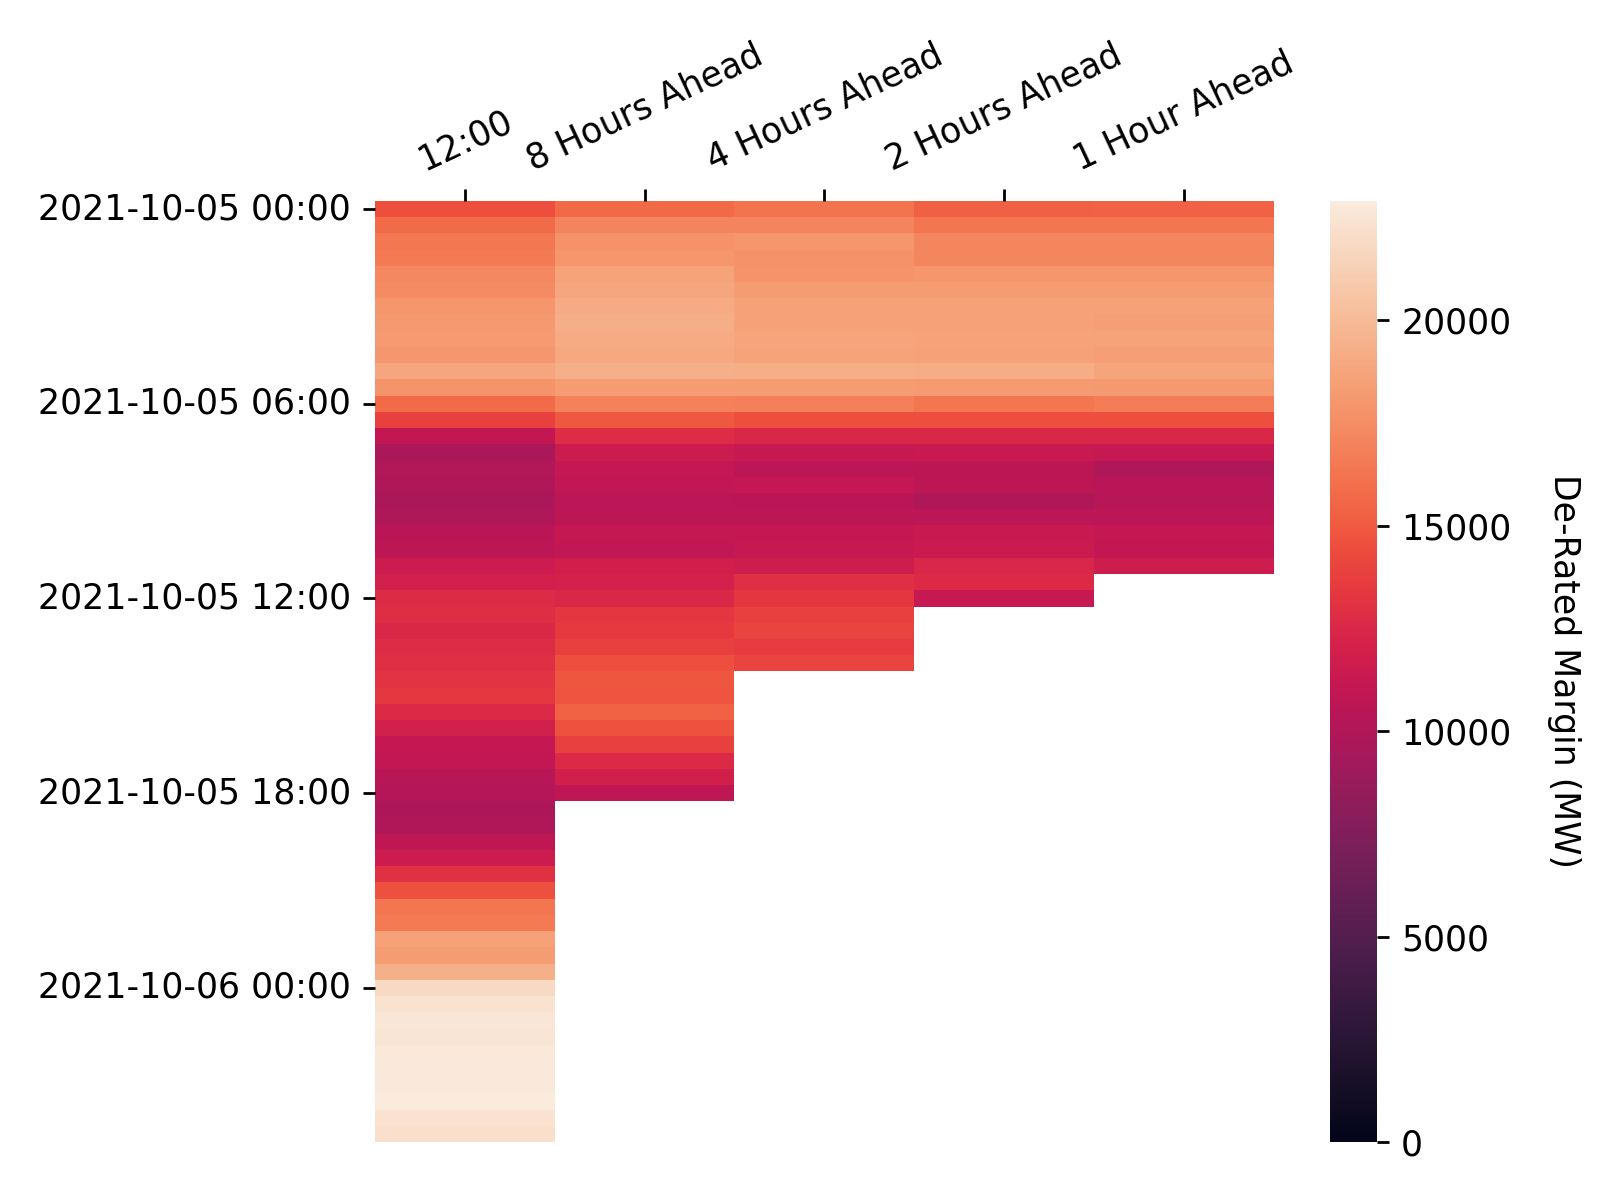 12:00
8 Hours Ahead
4 Hours Ahead
2 Hours Ahead
1 Hour Ahead
2021-10-05 00:00
2021-10-05 06:00
2021-10-05 12:00
2021-10-05 18:00
2021-10-06 00:00
20000
15000
10000
5000
0
De-Rated Margin (MW)